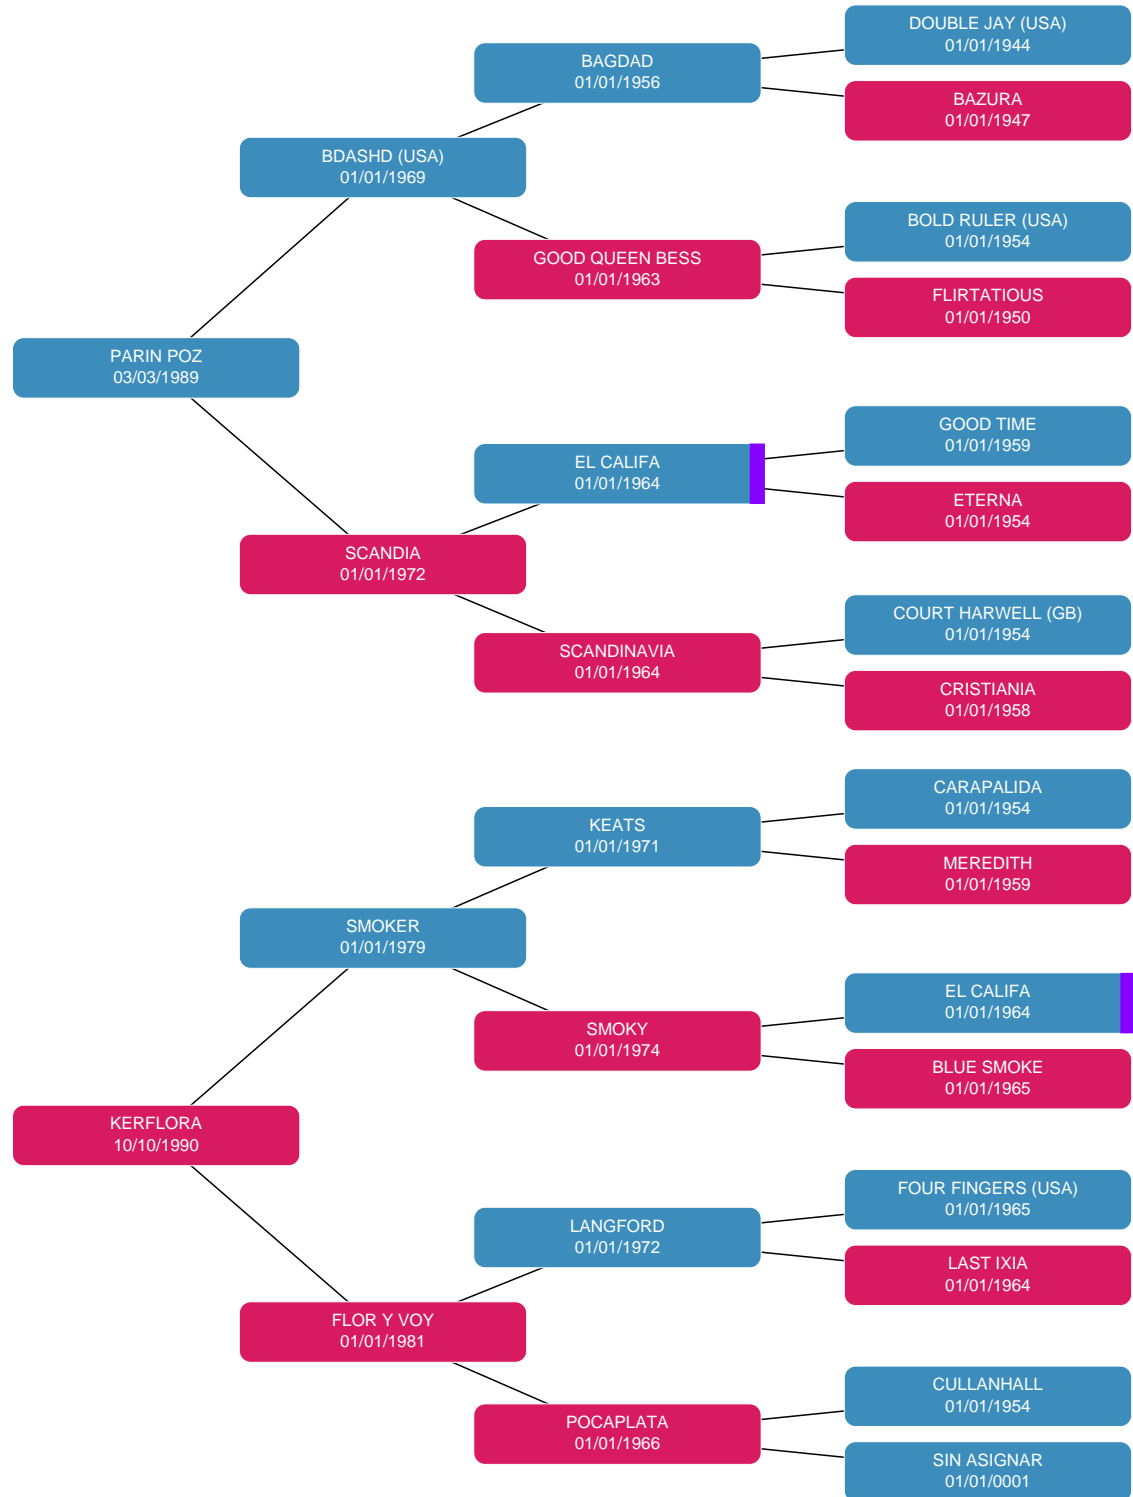 DOUBLE JAY (USA)
01/01/1944
BAGDAD
01/01/1956
BAZURA
01/01/1947
BDASHD (USA)
01/01/1969
BOLD RULER (USA)
01/01/1954
GOOD QUEEN BESS
01/01/1963
FLIRTATIOUS
01/01/1950
PARIN POZ
03/03/1989
GOOD TIME
01/01/1959
EL CALIFA
01/01/1964
ETERNA
01/01/1954
SCANDIA
01/01/1972
COURT HARWELL (GB)
01/01/1954
SCANDINAVIA
01/01/1964
CRISTIANIA
01/01/1958
CARAPALIDA
01/01/1954
KEATS
01/01/1971
MEREDITH
01/01/1959
SMOKER
01/01/1979
EL CALIFA
01/01/1964
SMOKY
01/01/1974
BLUE SMOKE
01/01/1965
KERFLORA
10/10/1990
FOUR FINGERS (USA)
01/01/1965
LANGFORD
01/01/1972
LAST IXIA
01/01/1964
FLOR Y VOY
01/01/1981
CULLANHALL
01/01/1954
POCAPLATA
01/01/1966
SIN ASIGNAR
01/01/0001